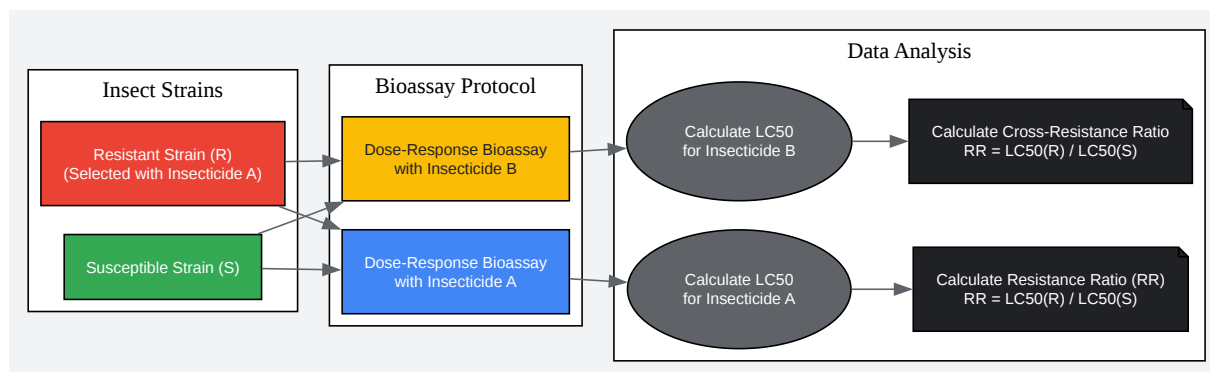 Insect Strains
Resistant Strain (R)
(Selected with Insecticide A)
Susceptible Strain (S)
Bioassay Protocol
Dose-Response Bioassay
with Insecticide B
Dose-Response Bioassay
with Insecticide A
Data Analysis
Calculate LC50
for Insecticide B
Calculate Cross-Resistance Ratio
RR = LC50(R) / LC50(S)
Calculate LC50
for Insecticide A
Calculate Resistance Ratio (RR)
RR = LC50(R) / LC50(S)